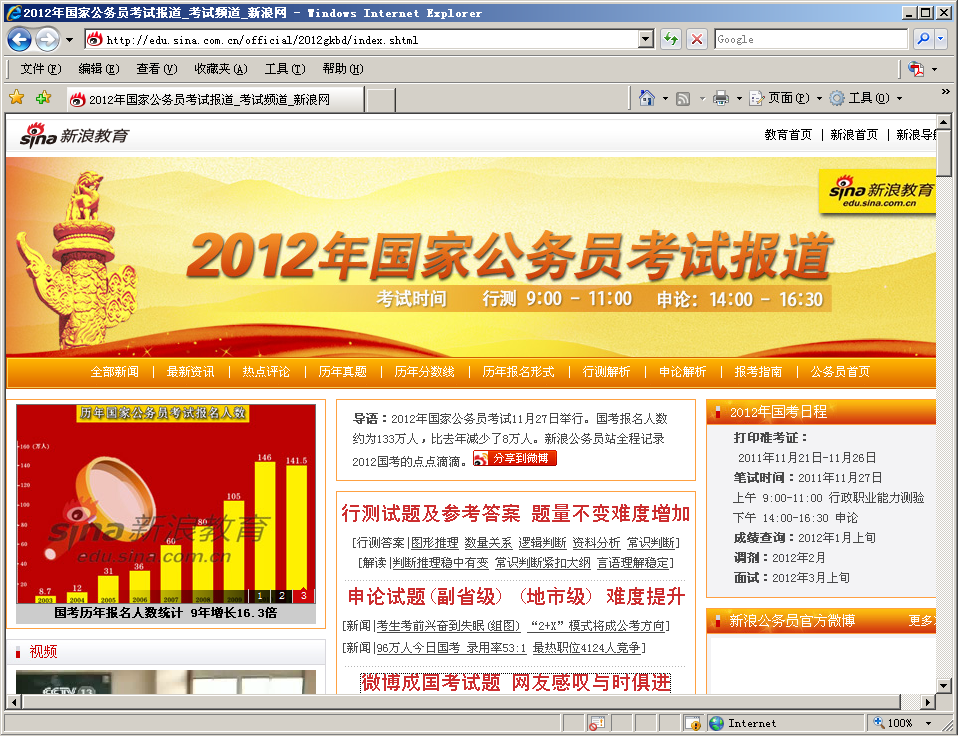 2012年国家公务员考试报道_考试频道_新浪网 - Windows Internet Explorer
http://edu.sina.com.cn/official/2012gkbd/index.shtml
Google
文件(F) 编辑(E) 查看(V) 收藏夹(A) 工具(T) 帮助(H)
2012年国家公务员考试报道_考试频道_新浪网
页面(P) 工具(O)
sina 新浪教育
教育首页 | 新浪首页 | 新浪导航
sina 新浪教育
edu.sina.com.cn
2012年国家公务员考试报道
考试时间 行测 9:00 - 11:00 申论: 14:00 - 16:30
全部新闻 | 最新资讯 | 热点评论 | 历年真题 | 历年分数线 | 历年报名形式 | 行测解析 | 申论解析 | 报考指南 | 公务员首页
历年国家公务员考试报名人数
160 (万人)
140
120
100
80
60
40
20
8.7 12 31 36 60 80 105 146 141.5
2003 2004 2005 2006 2007 2008 2009
1 2 3
sina 新浪教育
edu.sina.com.cn
国考历年报名人数统计 9年增长16.3倍
视频
CCTV 13
导语：2012年国家公务员考试11月27日举行。国考报名人数
约为133万人，比去年减少了8万人。新浪公务员站全程记录
2012国考的点点滴滴。 分享到微博
行测试题及参考答案 题量不变难度增加
[行测答案|图形推理 数量关系 逻辑判断 资料分析 常识判断]
[解读|判断推理稳中有变 常识判断紧扣大纲 言语理解稳定]
申论试题(副省级) (地市级) 难度提升
[新闻|考生考前兴奋到失眠(组图) “2+X”模式将成公考方向]
[新闻|96万人今日国考 录用率53:1 最热职位4124人竞争]
微博成国考试题 网友感叹与时俱进
2012年国考日程
打印准考证：
2011年11月21日-11月26日
笔试时间：2011年11月27日
上午 9:00-11:00 行政职业能力测验
下午 14:00-16:30 申论
成绩查询：2012年1月上旬
调剂：2012年2月
面试：2012年3月上旬
新浪公务员官方微博 更多
Internet
100%